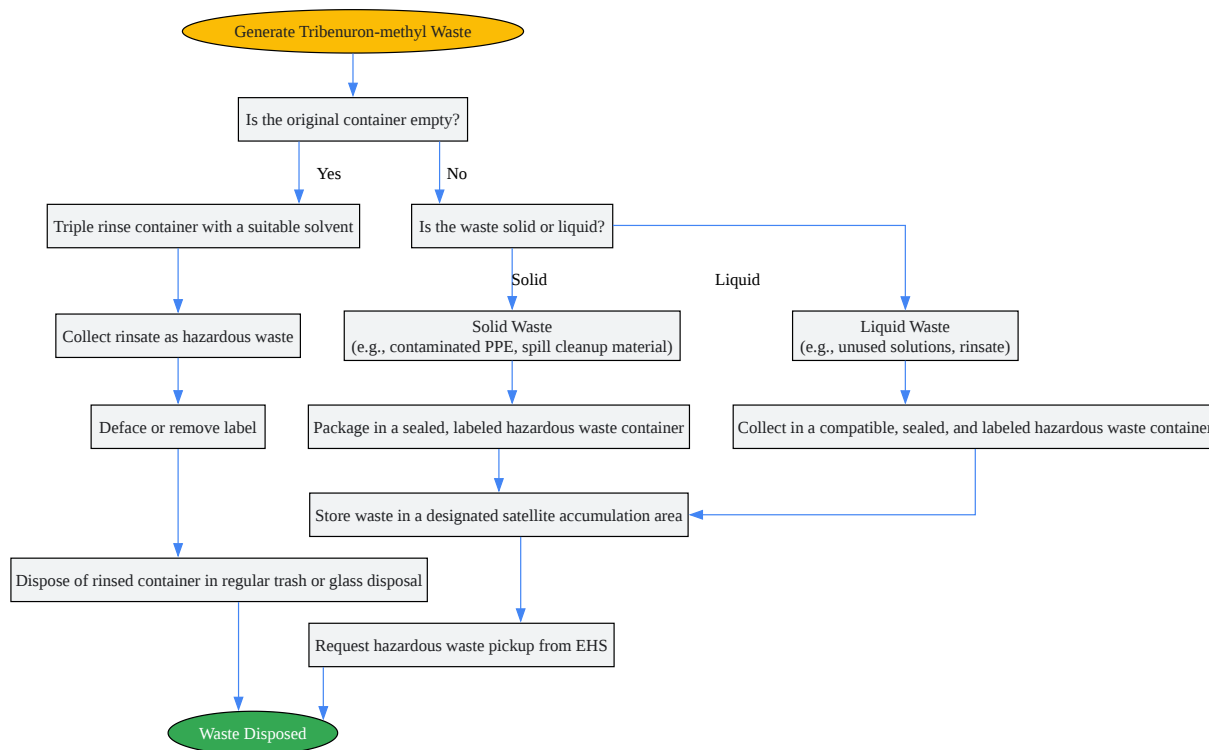 Generate Tribenuron-methyl Waste
Is the original container empty?
Yes
No
Triple rinse container with a suitable solvent
Is the waste solid or liquid?
Solid
Liquid
Collect rinsate as hazardous waste
Solid Waste
(e.g., contaminated PPE, spill cleanup material)
Liquid Waste
(e.g., unused solutions, rinsate)
Deface or remove label
Package in a sealed, labeled hazardous waste container
Collect in a compatible, sealed, and labeled hazardous waste container
Store waste in a designated satellite accumulation area
Dispose of rinsed container in regular trash or glass disposal
Request hazardous waste pickup from EHS
Waste Disposed